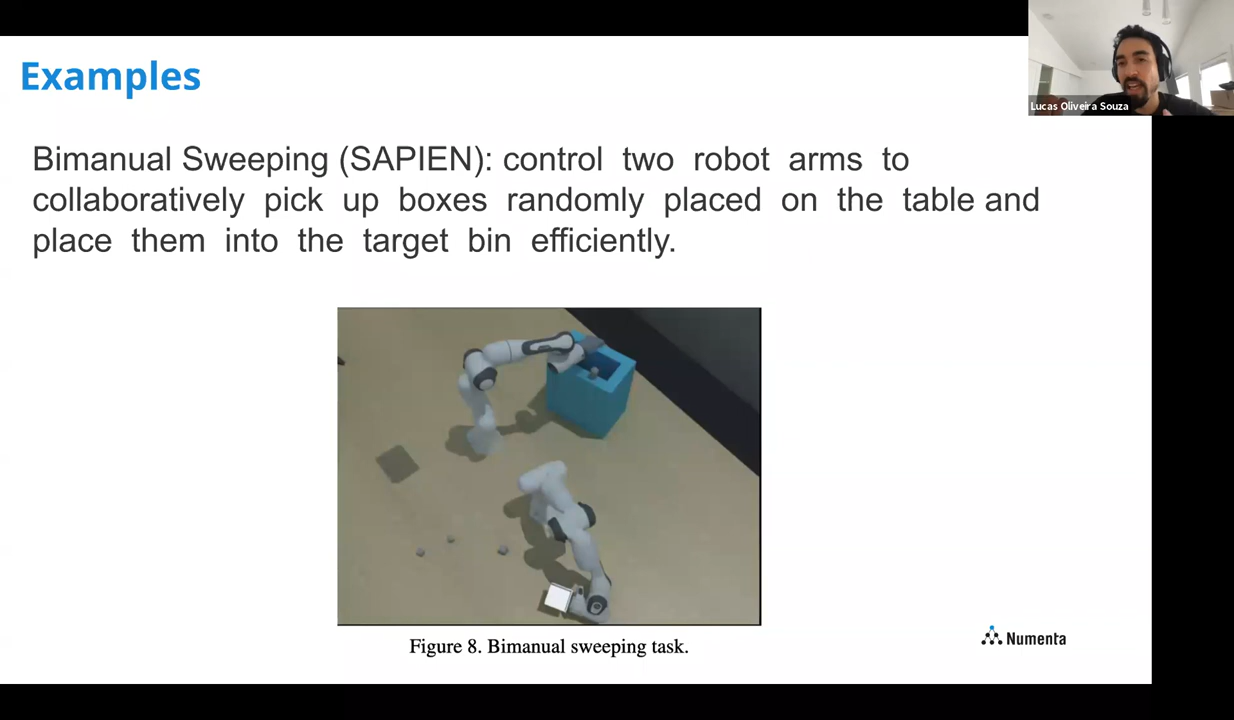 Examples
Lucas Oliveira Souza
Bimanual Sweeping (SAPIEN): control two robot arms to
collaboratively pick up boxes randomly placed on the table and
place them into the target bin efficiently.
Figure 8. Bimanual sweeping task.
Numenta